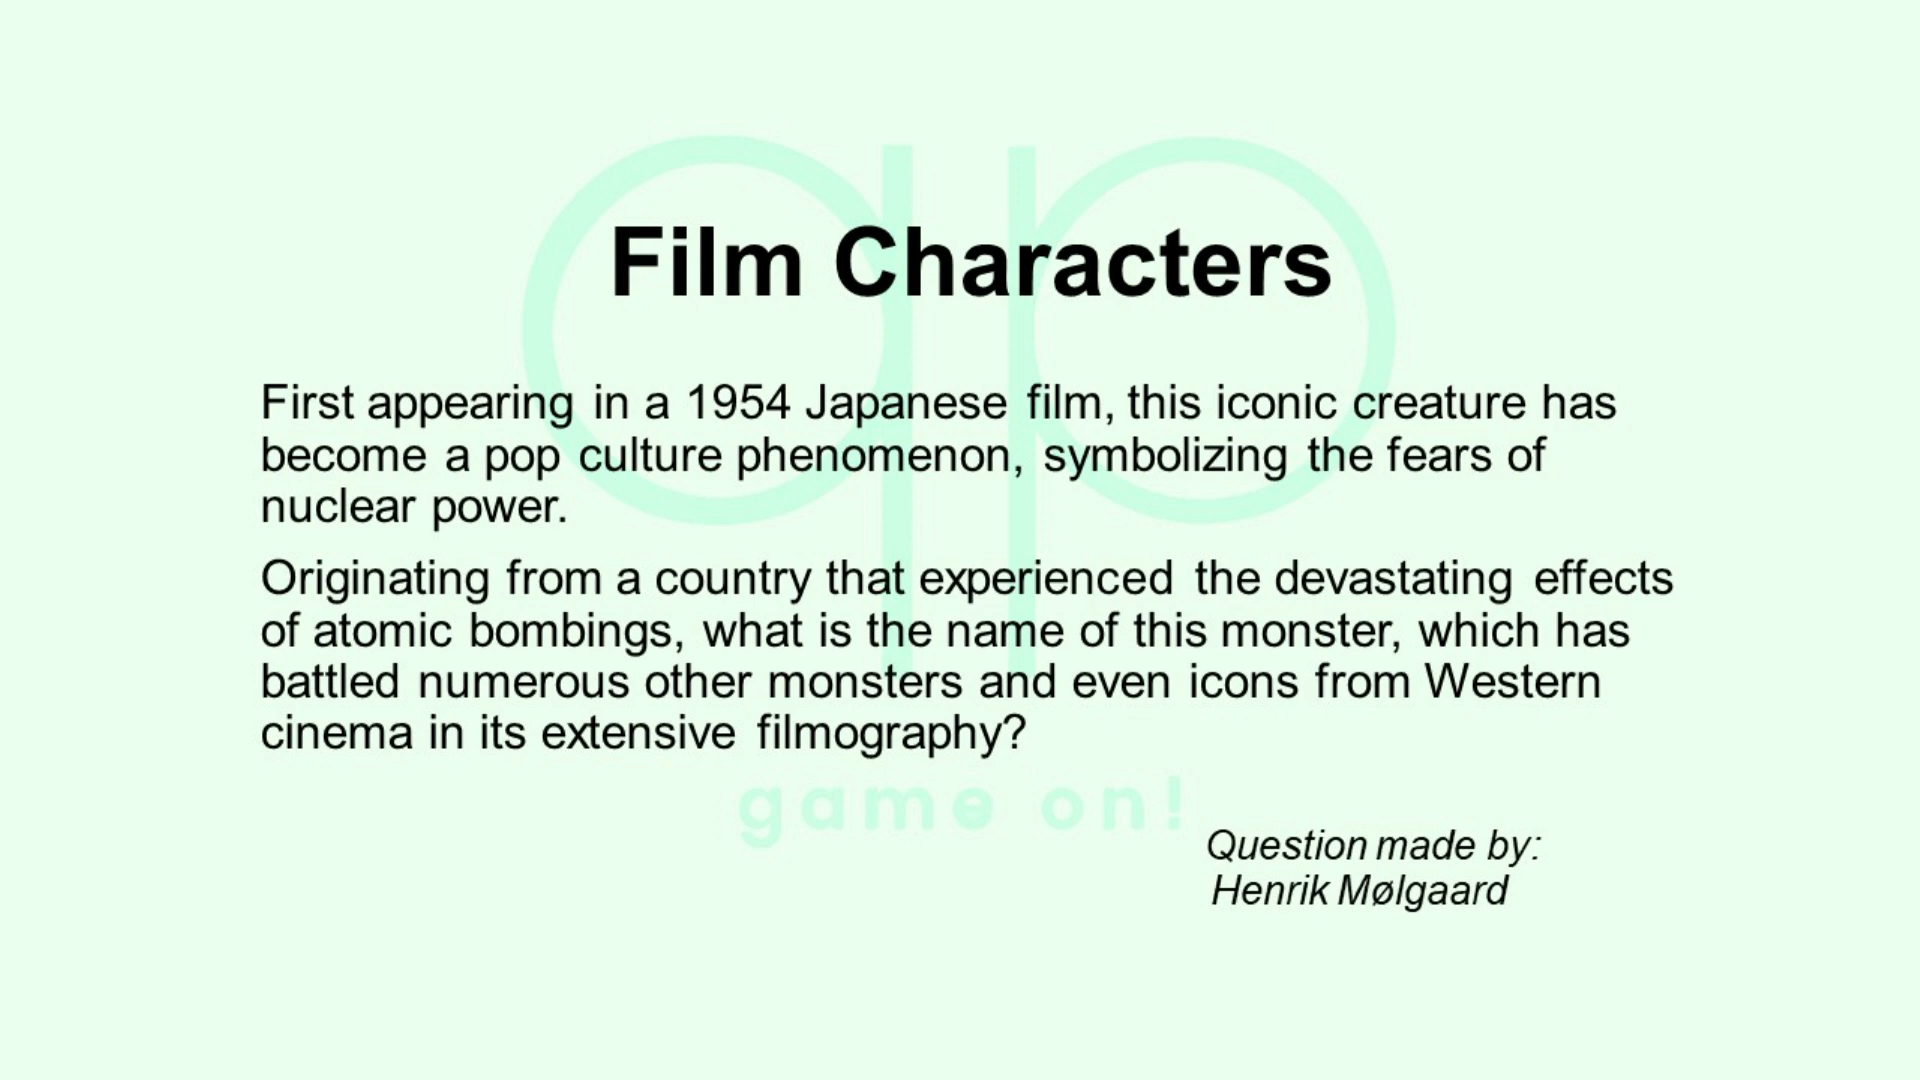 Film Characters
First appearing in a 1954 Japanese film, this iconic creature has
become a pop culture phenomenon, symbolizing the fears of
nuclear power.
Originating from a country that experienced the devastating effects
of atomic bombings, what is the name of this monster, which has
battled numerous other monsters and even icons from Western
cinema in its extensive filmography?
game on!
Question made by:
Henrik Mølgaard